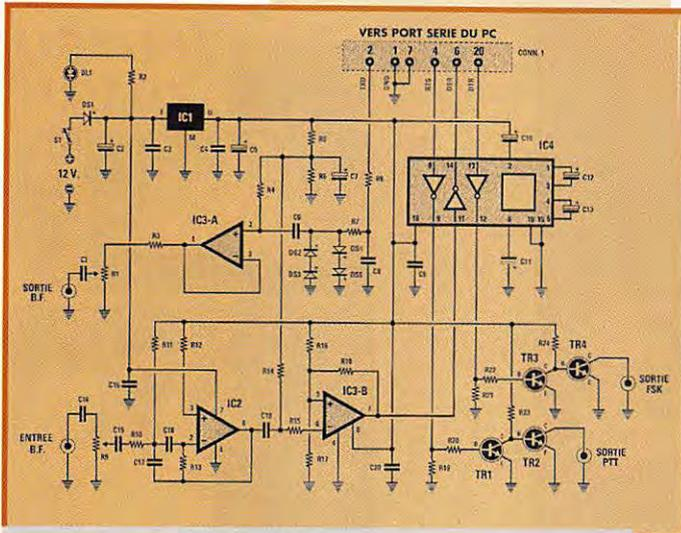 VERS PORT SERIE DU PC
2 1 7 4 6 20 CONN. 1
TXD GND RTS DSR DTR
DL1
R2
DS1
S1
12 V.
C2 C3 IC1 C4 C5
C10
IC4
C12
C13
C11
C9
R5
R6
C7
R8
R4
IC3-A
C6
R7
C8
DS2
DS3
R3
C1
R1
SORTIE
B.F.
R11 R12
R14
R16
R18
IC2
IC3-B
C16
C14
ENTREE
B.F.
R9
C15 R10
C18
C17
R13
C19 R15
R17
C20
R24
TR3
TR4
R22
R21
R23
SORTIE
FSK
R20
R19
TR1
TR2
SORTIE
PTT